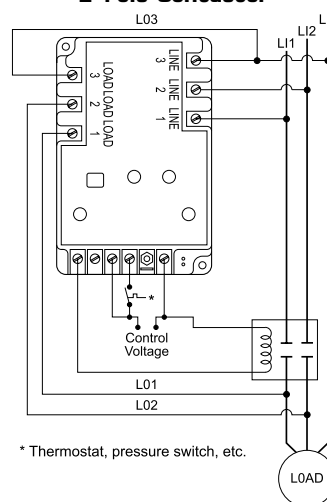 2 Pole Contactor
L03
L
LI2
LI1
3 LOAD
2 LOAD
1 LOAD
LINE 3
LINE 2
LINE 1
*
Control
Voltage
L01
L02
* Thermostat, pressure switch, etc.
L0AD